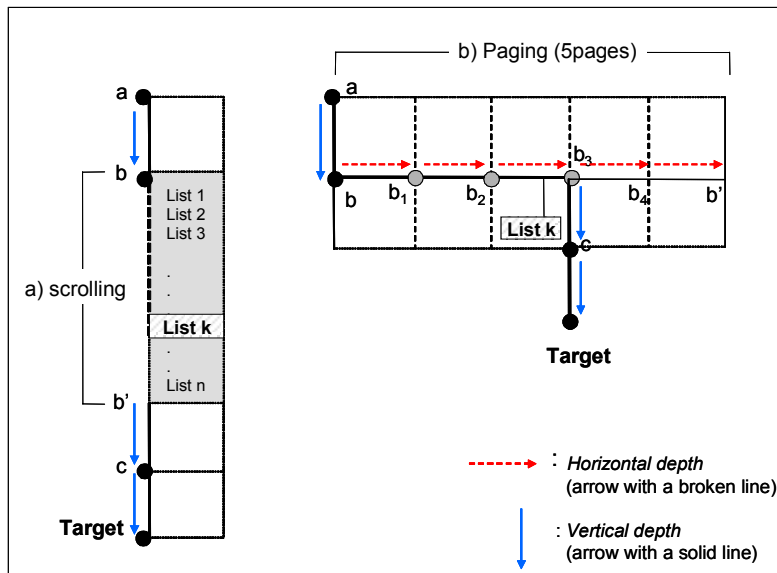 b) Paging (5pages)
a
b
List 1
List 2
List 3
.
.
.
List k
.
.
List n
a) scrolling
b'
c
Target
a
b
b1
b2
b3
b4
b'
List k
c
Target
: Horizontal depth
(arrow with a broken line)
: Vertical depth
(arrow with a solid line)